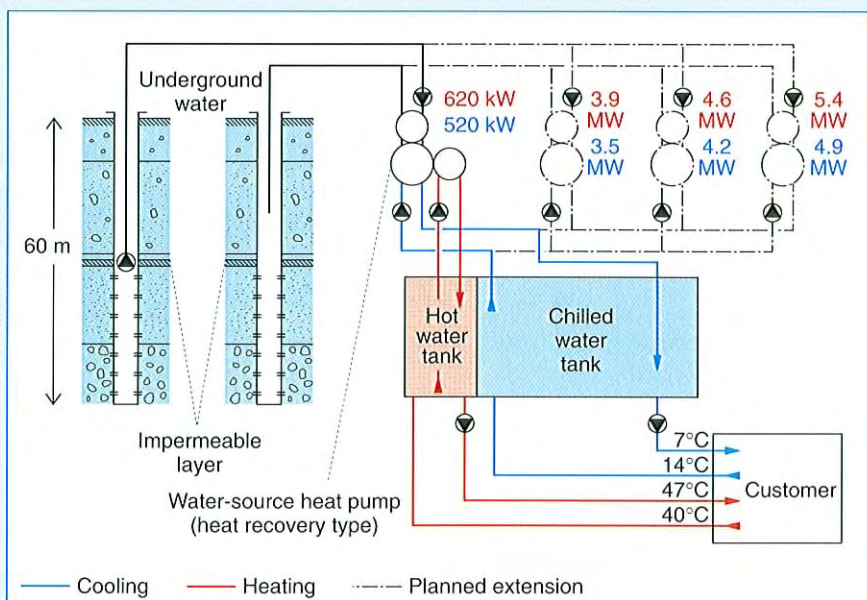 Underground
water
620 kW
520 kW
3.9
MW
3.5
MW
4.6
MW
4.2
MW
5.4
MW
4.9
MW
60 m
Hot
water
tank
Chilled
water
tank
Impermeable
layer
Water-source heat pump
(heat recovery type)
7°C
14°C
47°C
40°C
Customer
Cooling
Heating
Planned extension